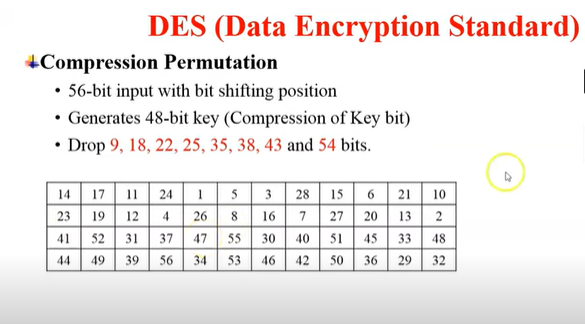 DES (Data Encryption Standard)
Compression Permutation
• 56-bit input with bit shifting position
• Generates 48-bit key (Compression of Key bit)
• Drop 9, 18, 22, 25, 35, 38, 43 and 54 bits.
14 17 11 24 1 5 3 28 15 6 21 10
23 19 12 4 26 8 16 7 27 20 13 2
41 52 31 37 47 55 30 40 51 45 33 48
44 49 39 56 34 53 46 42 50 36 29 32